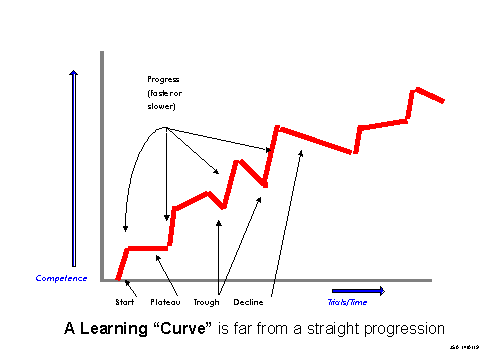 Progress
(faster or
slower)
Competence
Start Plateau Trough Decline Trials/Time
A Learning “Curve” is far from a straight progression